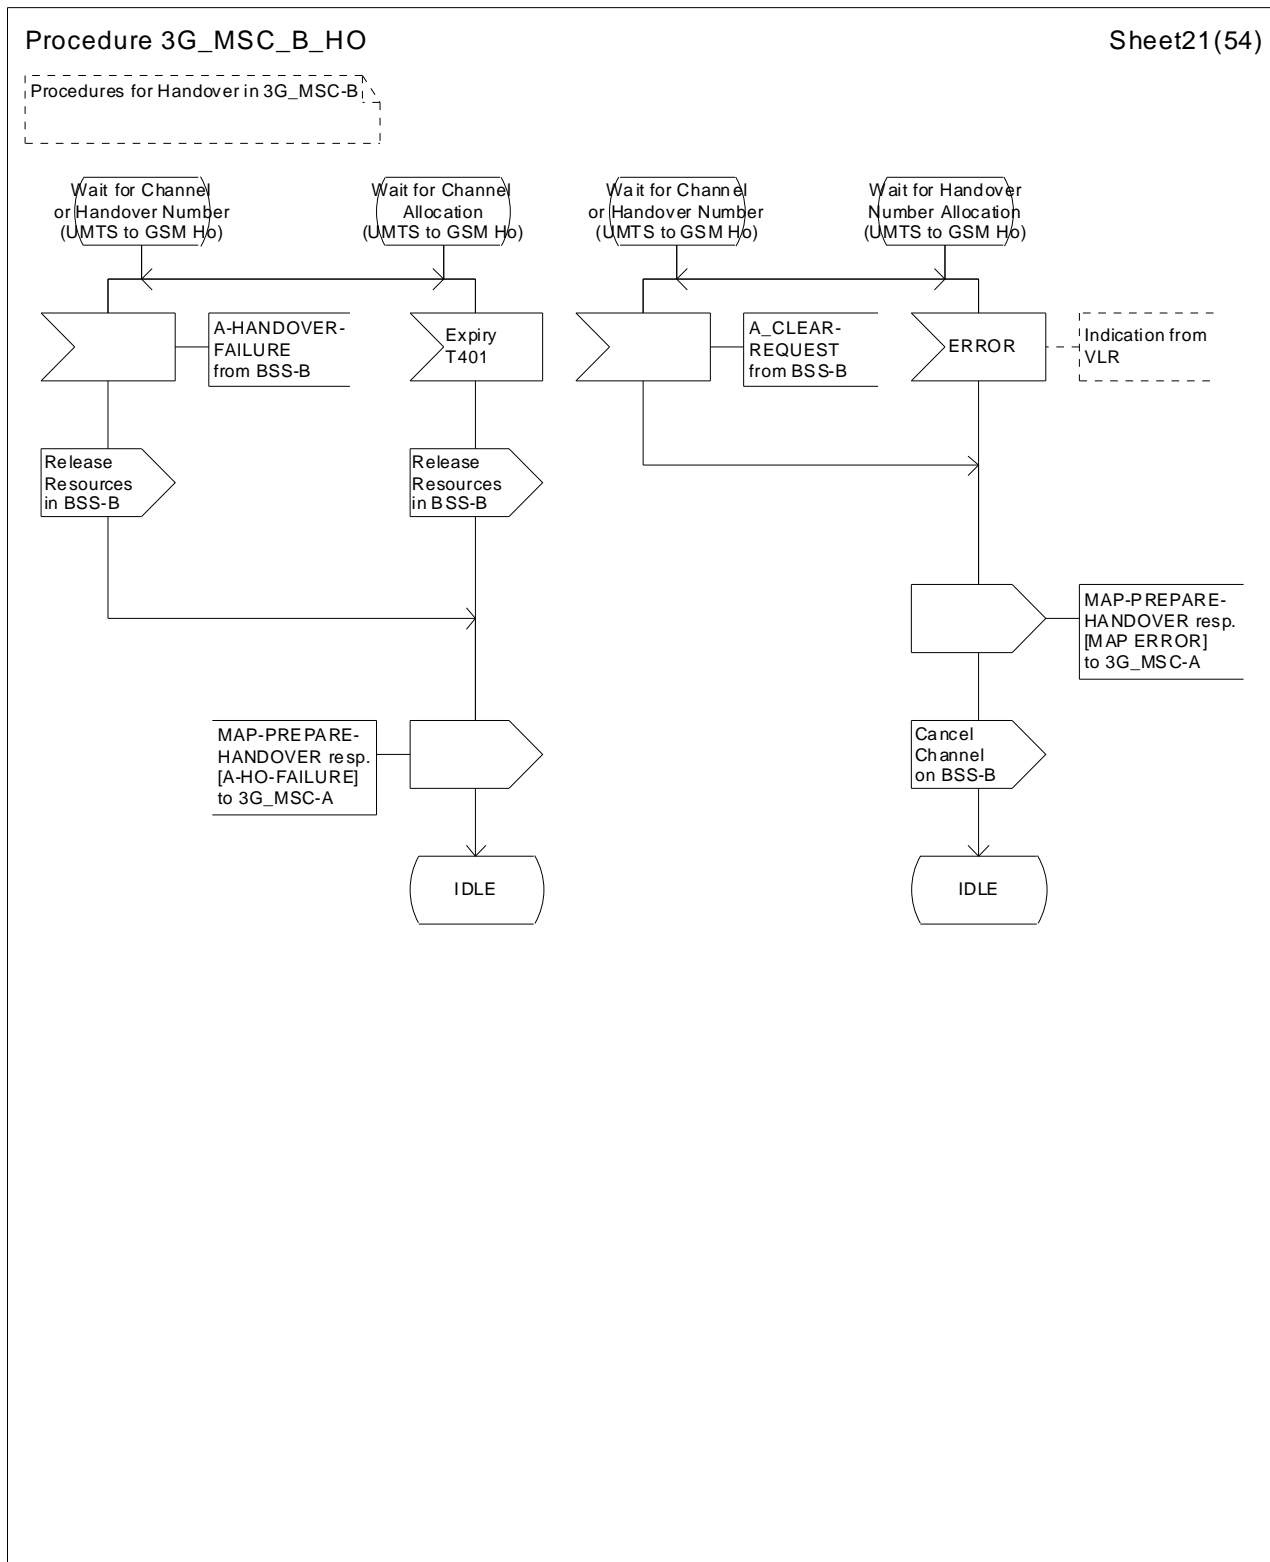 Procedure 3G_MSC_B_HO
Sheet21(54)
Procedures for Handover in 3G_MSC-B
Wait for Channel
or Handover Number
(UMTS to GSM Ho)
Wait for Channel
Allocation
(UMTS to GSM Ho)
Wait for Channel
or Handover Number
(UMTS to GSM Ho)
Wait for Handover
Number Allocation
(UMTS to GSM Ho)
A-HANDOVER-
FAILURE
from BSS-B
Expiry
T401
A_CLEAR-
REQUEST
from BSS-B
ERROR
Indication from
VLR
Release
Resources
in BSS-B
Release
Resources
in BSS-B
MAP-PREPARE-
HANDOVER resp.
[MAP ERROR]
to 3G_MSC-A
MAP-PREPARE-
HANDOVER resp.
[A-HO-FAILURE]
to 3G_MSC-A
Cancel
Channel
on BSS-B
IDLE
IDLE